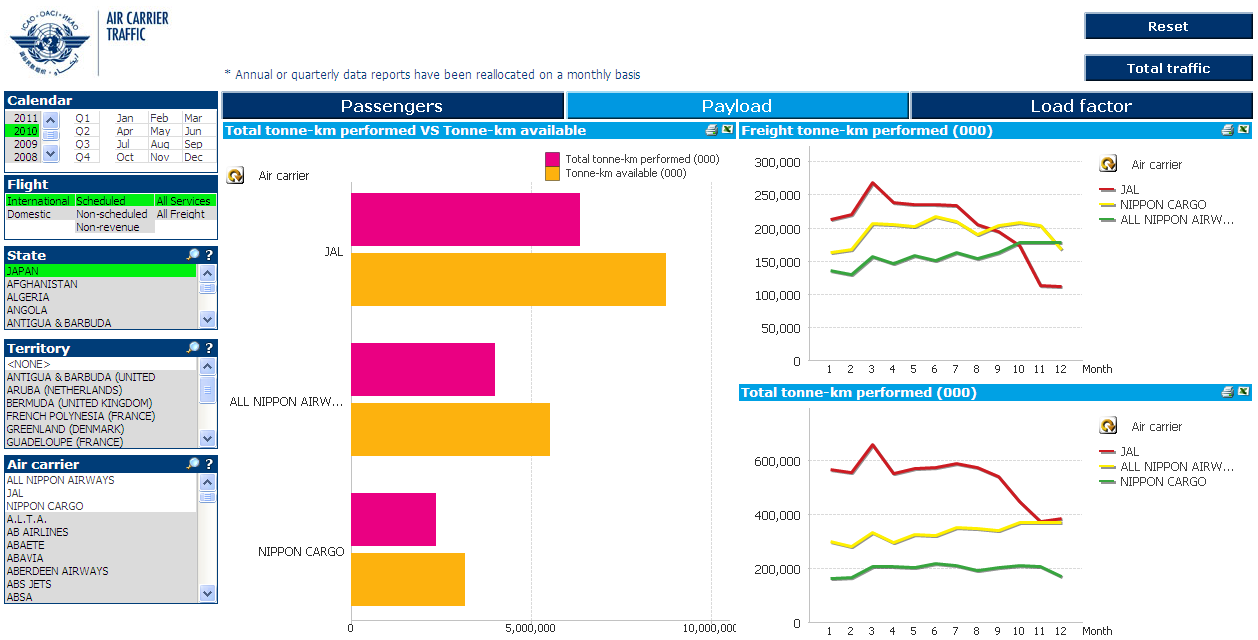 ICAO · OACI · ИКАО
AIR CARRIER
TRAFFIC
Reset
Total traffic
* Annual or quarterly data reports have been reallocated on a monthly basis
Calendar
2011 Q1 Jan Feb Mar
2010 Q2 Apr May Jun
2009 Q3 Jul Aug Sep
2008 Q4 Oct Nov Dec
Flight
International Scheduled All Services
Domestic Non-scheduled All Freight
Non-revenue
State ?
JAPAN
AFGHANISTAN
ALGERIA
ANGOLA
ANTIGUA & BARBUDA
Territory ?
<NONE>
ANTIGUA & BARBUDA (UNITED
ARUBA (NETHERLANDS)
BERMUDA (UNITED KINGDOM)
FRENCH POLYNESIA (FRANCE)
GREENLAND (DENMARK)
GUADELOUPE (FRANCE)
Air carrier ?
ALL NIPPON AIRWAYS
JAL
NIPPON CARGO
A.L.T.A.
AB AIRLINES
ABAETE
ABAVIA
ABERDEEN AIRWAYS
ABS JETS
ABSA
Passengers Payload Load factor
Total tonne-km performed VS Tonne-km available
Air carrier
Total tonne-km performed (000)
Tonne-km available (000)
JAL
ALL NIPPON AIRW...
NIPPON CARGO
0 5,000,000 10,000,000
Freight tonne-km performed (000)
300,000
250,000
200,000
150,000
100,000
50,000
0
1 2 3 4 5 6 7 8 9 10 11 12 Month
Air carrier
JAL
NIPPON CARGO
ALL NIPPON AIRW...
Total tonne-km performed (000)
600,000
400,000
200,000
0
1 2 3 4 5 6 7 8 9 10 11 12 Month
Air carrier
JAL
ALL NIPPON AIRW...
NIPPON CARGO